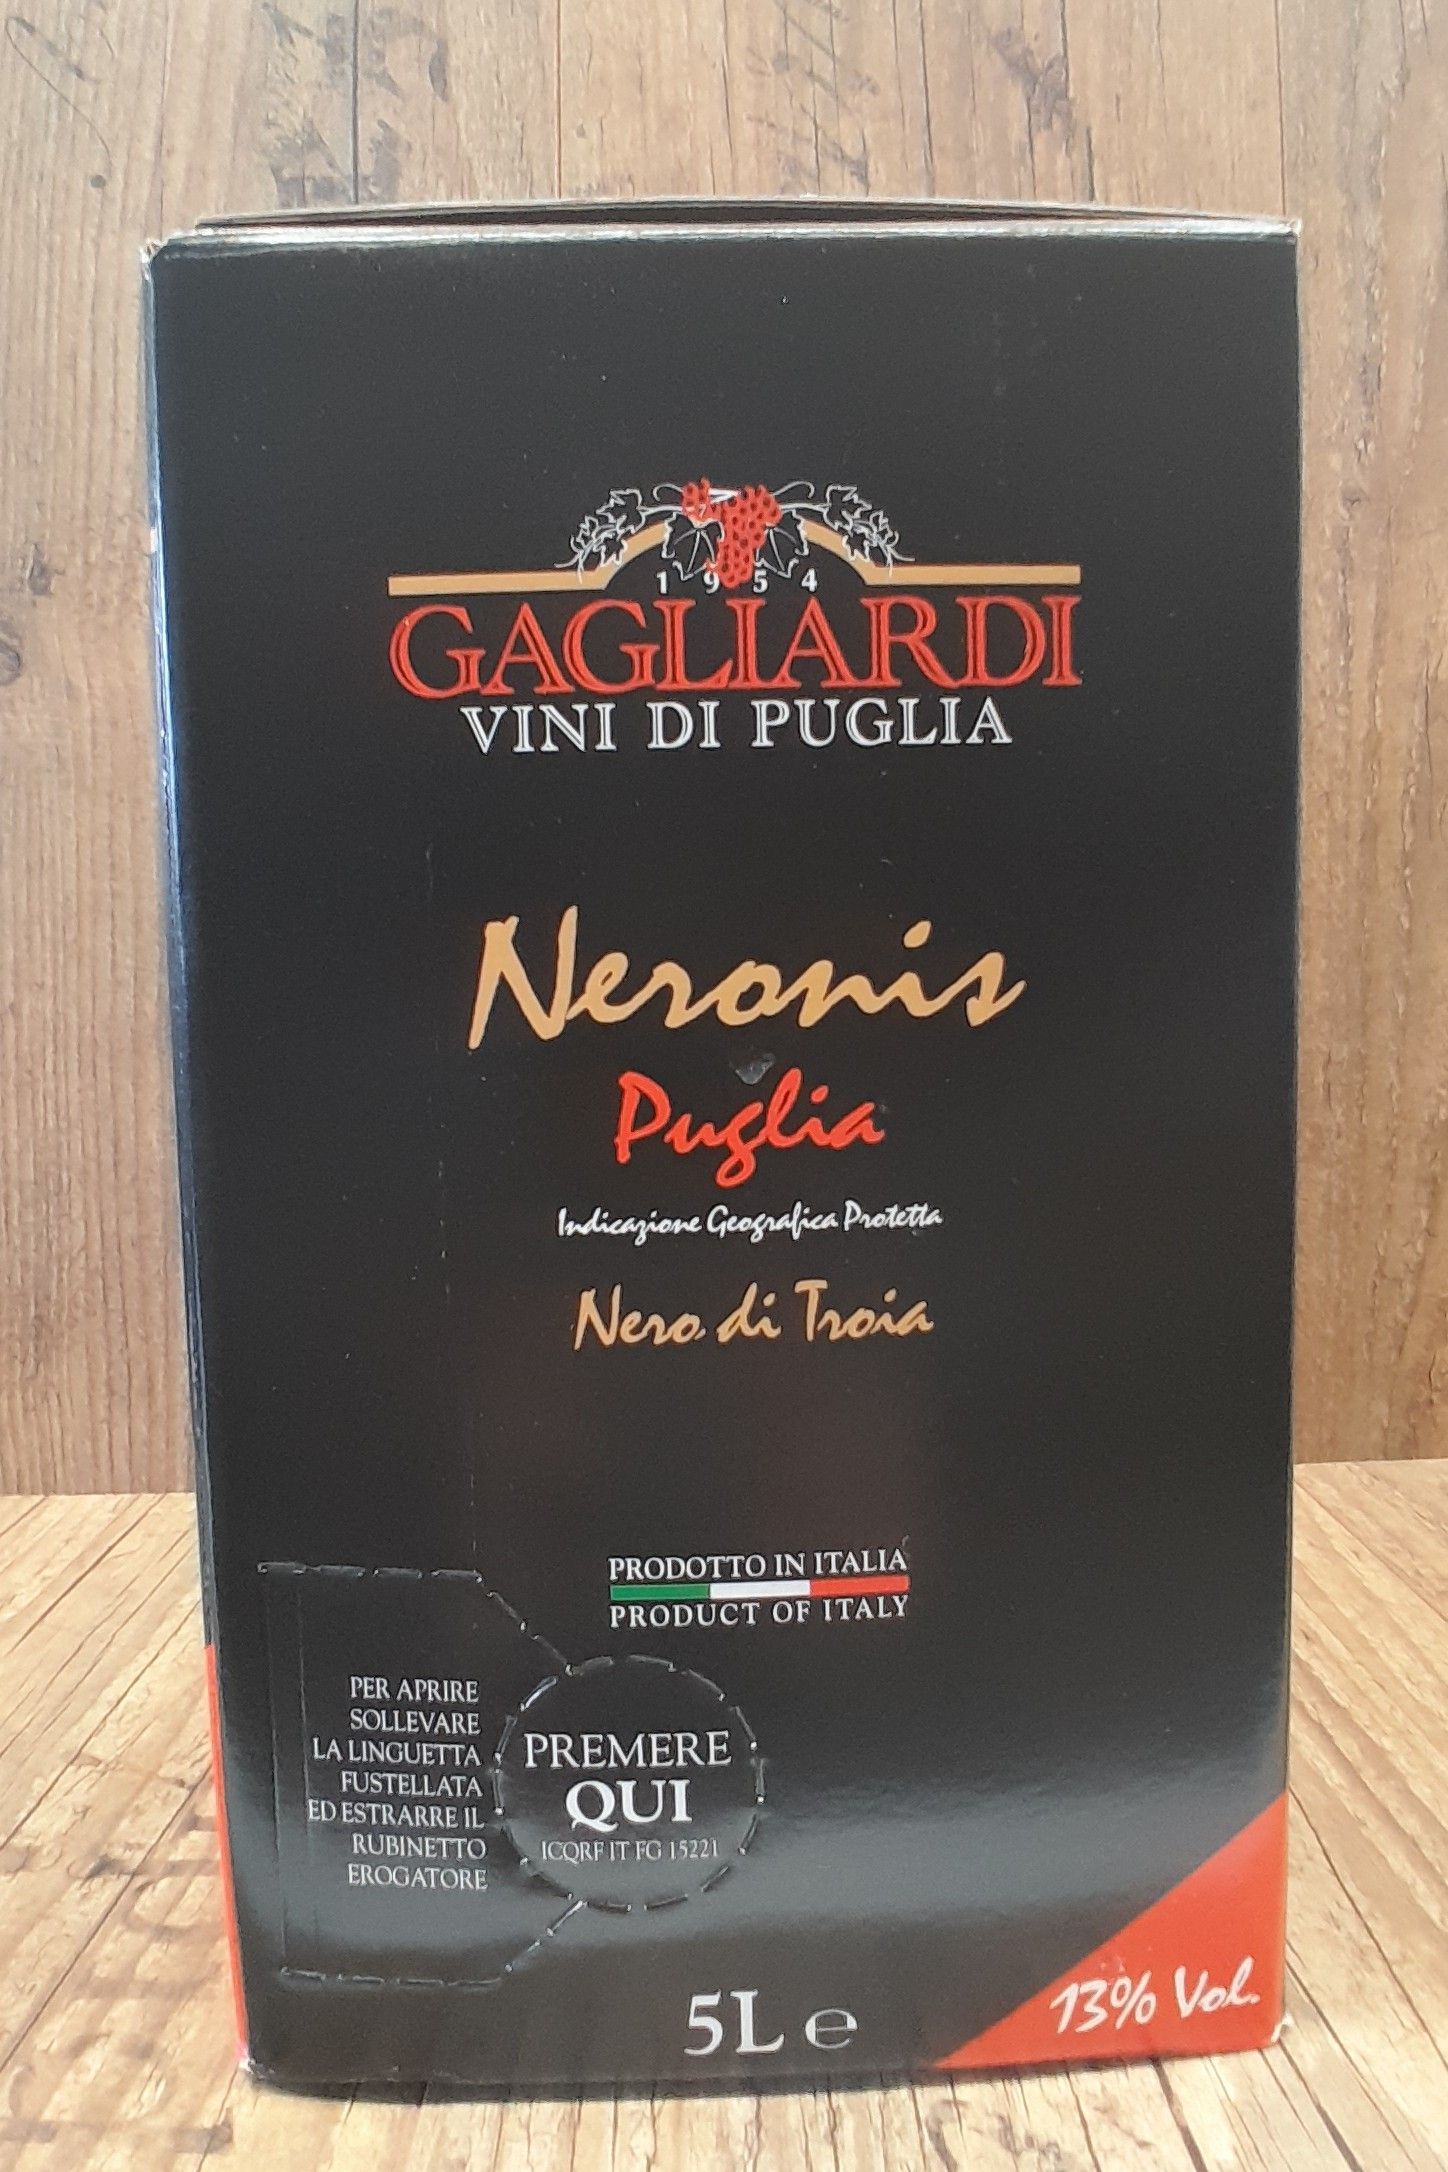 1954
GAGLIARDI
VINI DI PUGLIA
Neronis
Puglia
Indicazione Geografica Protetta
Nero di Troia
PRODOTTO IN ITALIA
PRODUCT OF ITALY
PER APRIRE
SOLLEVARE
LA LINGUETTA
FUSTELLATA
ED ESTRARRE IL
RUBINETTO
EROGATORE
PREMERE
QUI
ICQRF IT FG 15221
5L e
13% Vol.